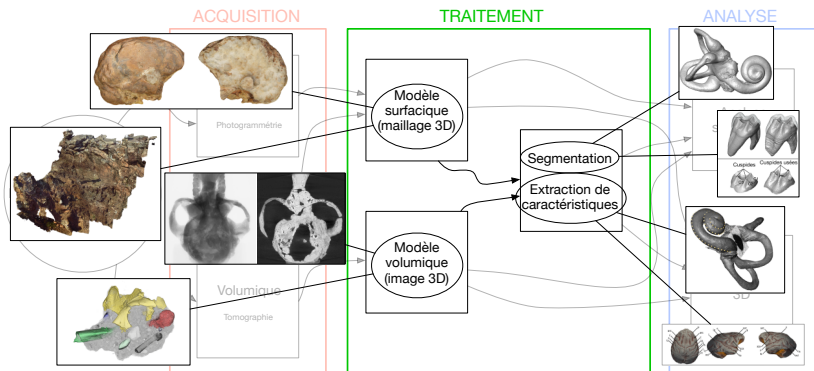 ACQUISITION
TRAITEMENT
ANALYSE
Photogrammétrie
Modèle
surfacique
(maillage 3D)
Segmentation
Extraction de
caractéristiques
Cuspides
Cuspides usées
Modèle
volumique
(image 3D)
Volumique
Tomographie
3D